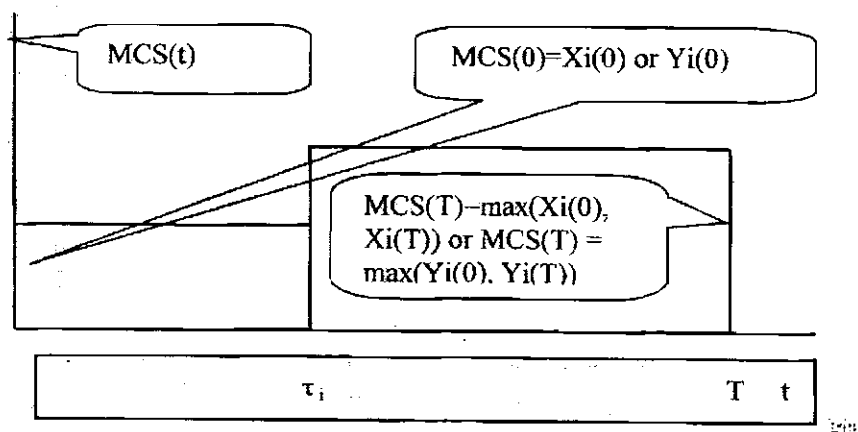 MCS(t)
MCS(0)=Xi(0) or Yi(0)
MCS(T)=max(Xi(0),
Xi(T)) or MCS(T) =
max(Yi(0), Yi(T))
τi T t